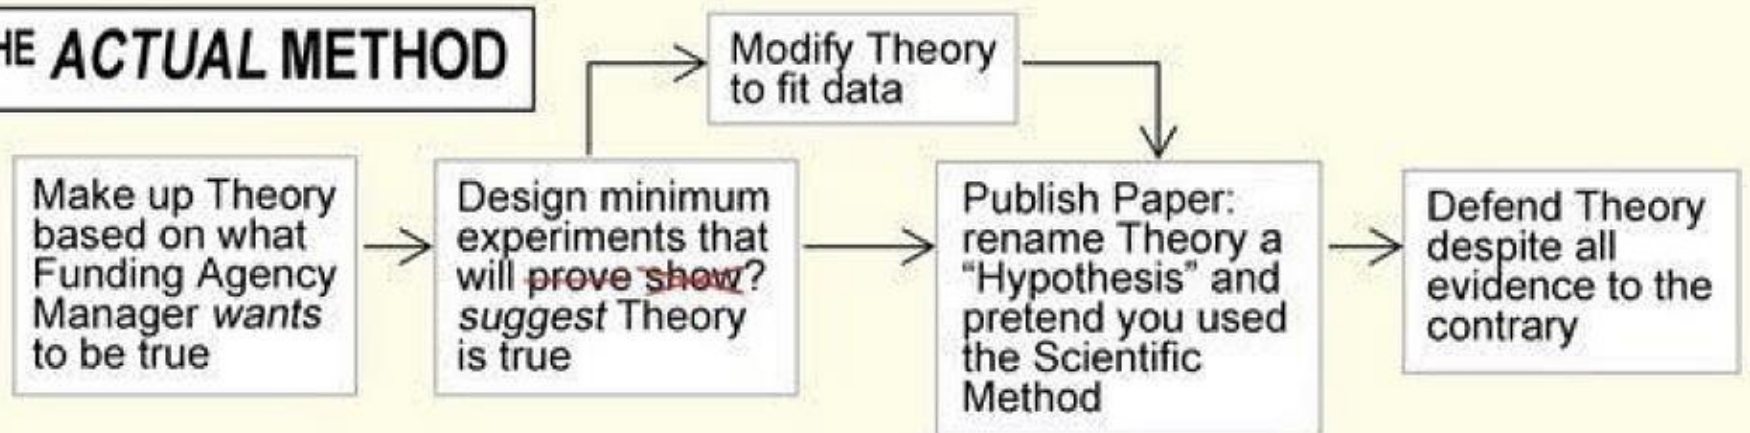 HE ACTUAL METHOD
Modify Theory
to fit data
Make up Theory
based on what
Funding Agency
Manager wants
to be true
Design minimum
experiments that
will prove show?
suggest Theory
is true
Publish Paper:
rename Theory a
“Hypothesis” and
pretend you used
the Scientific
Method
Defend Theory
despite all
evidence to the
contrary